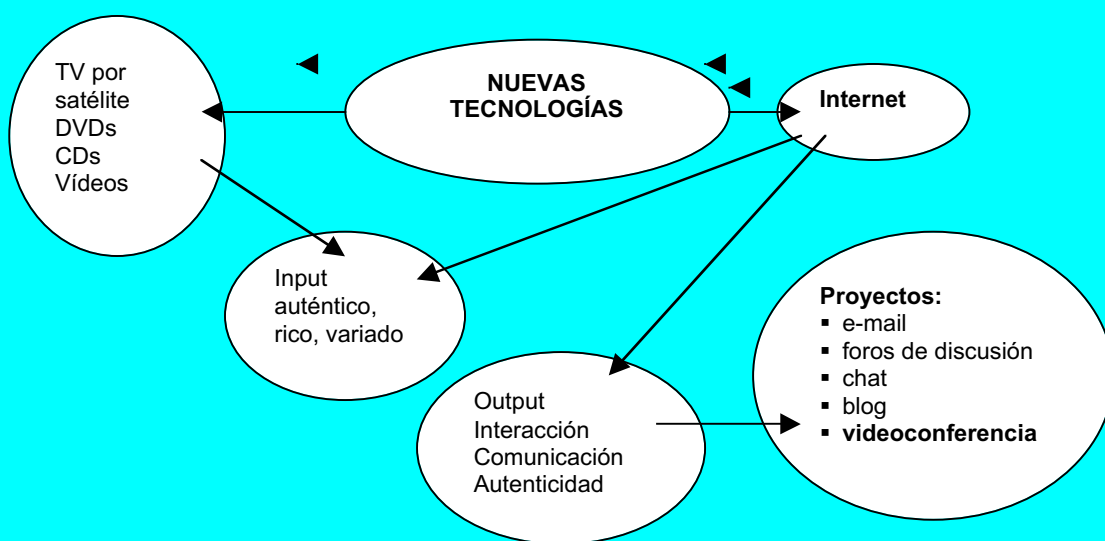 TV por
satélite
DVDs
CDs
Vídeos
NUEVAS
TECNOLOGÍAS
Internet
Input
auténtico,
rico, variado
Output
Interacción
Comunicación
Autenticidad
Proyectos:
▪ e-mail
▪ foros de discusión
▪ chat
▪ blog
▪ videoconferencia